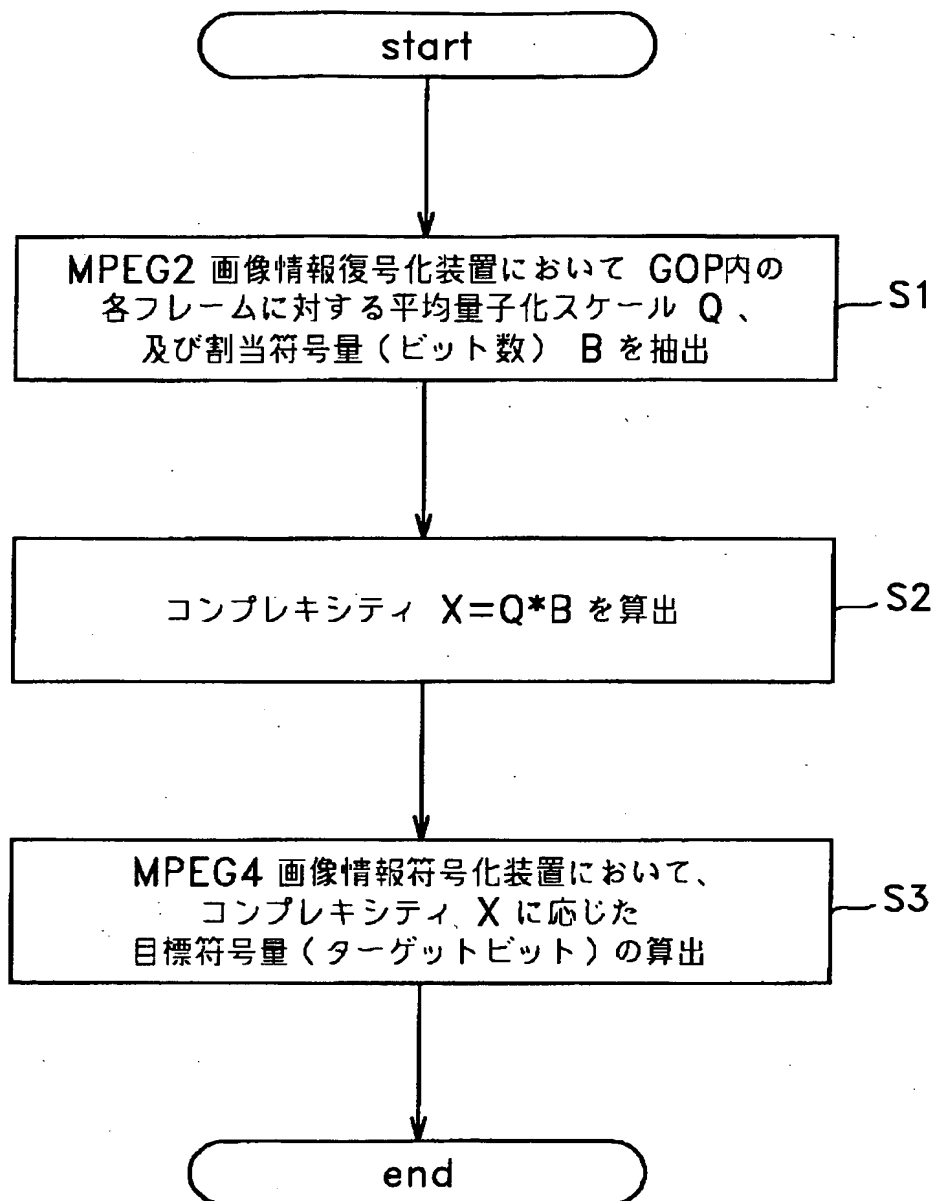 start
MPEG2 画像情報復号化装置において GOP内の
各フレームに対する平均量子化スケール Q 、
及び割当符号量(ビット数) B を抽出
S1
コンプレキシティ X=Q*B を算出
S2
MPEG4 画像情報符号化装置において、
コンプレキシティ X に応じた
目標符号量(ターゲットビット)の算出
S3
end